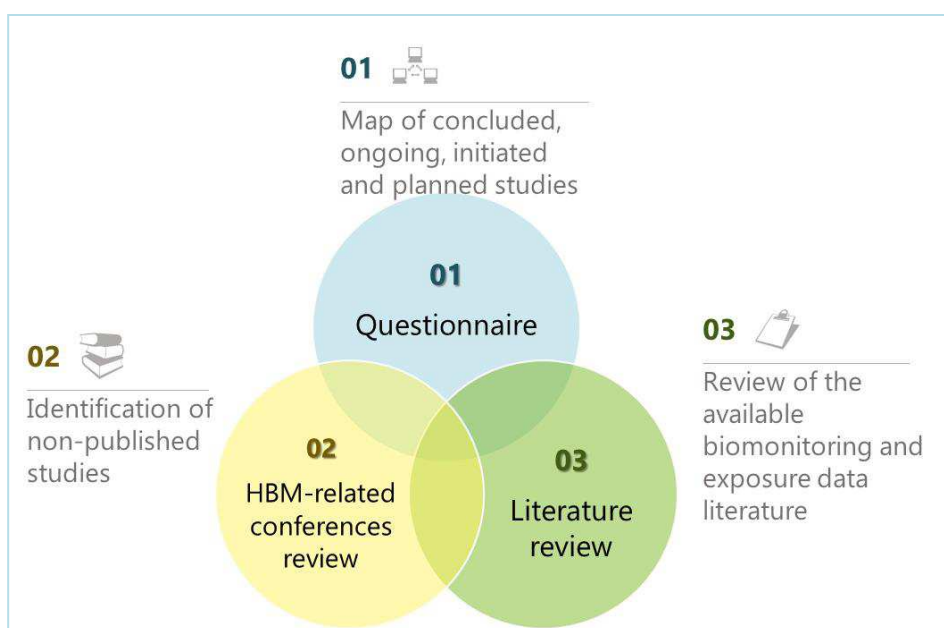 01
Map of concluded,
ongoing, initiated
and planned studies
01
Questionnaire
02
Identification of
non-published
studies
02
HBM-related
conferences
review
03
Literature
review
03
Review of the
available
biomonitoring and
exposure data
literature